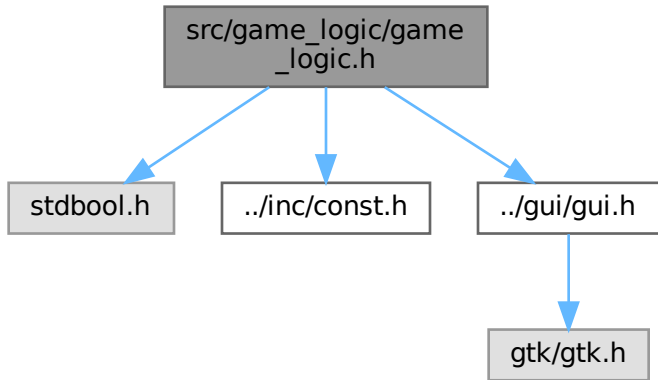 src/game_logic/game
_logic.h
stdbool.h
../inc/const.h
../gui/gui.h
gtk/gtk.h